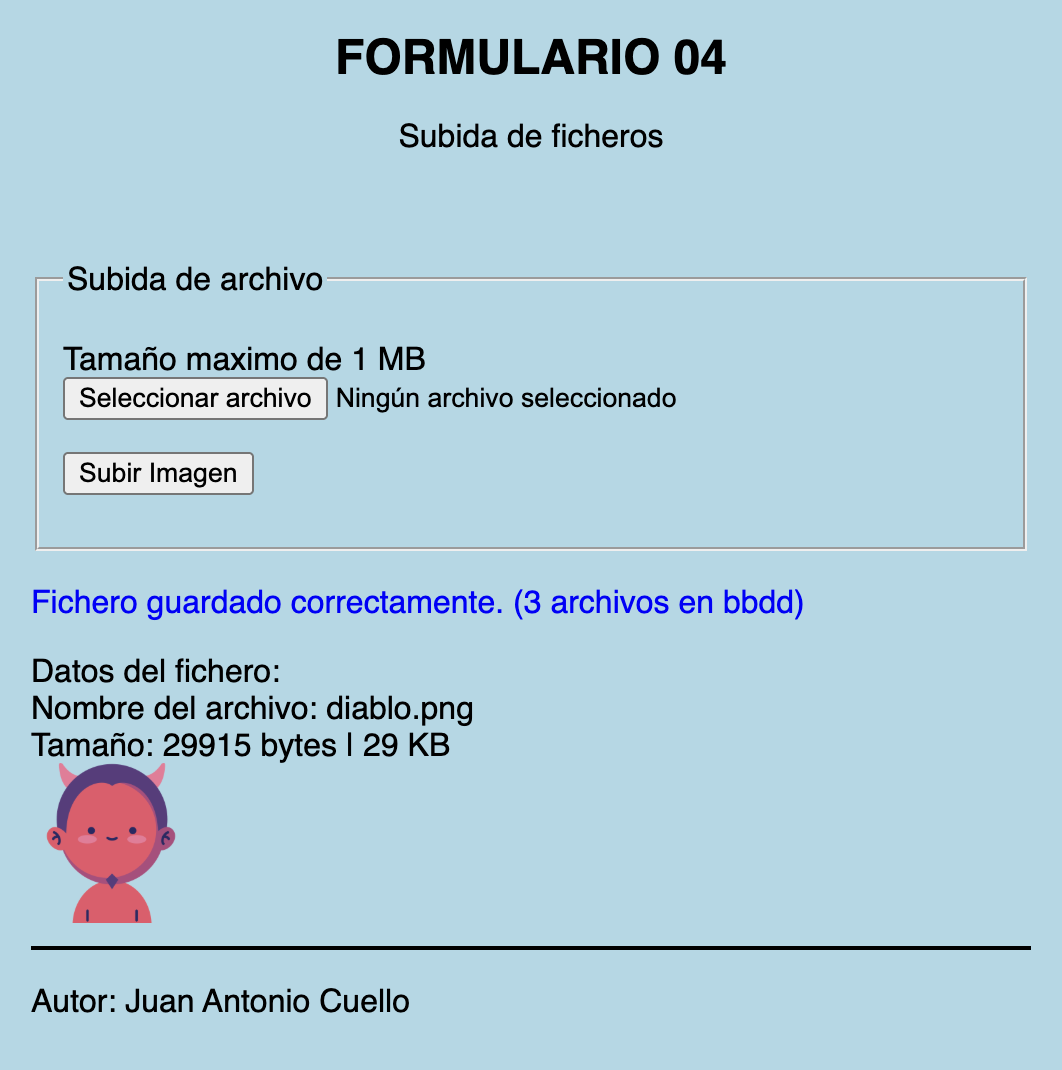 FORMULARIO 04
Subida de ficheros
Subida de archivo
Tamaño maximo de 1 MB
Seleccionar archivo Ningún archivo seleccionado
Subir Imagen
Fichero guardado correctamente. (3 archivos en bbdd)
Datos del fichero:
Nombre del archivo: diablo.png
Tamaño: 29915 bytes | 29 KB
Autor: Juan Antonio Cuello